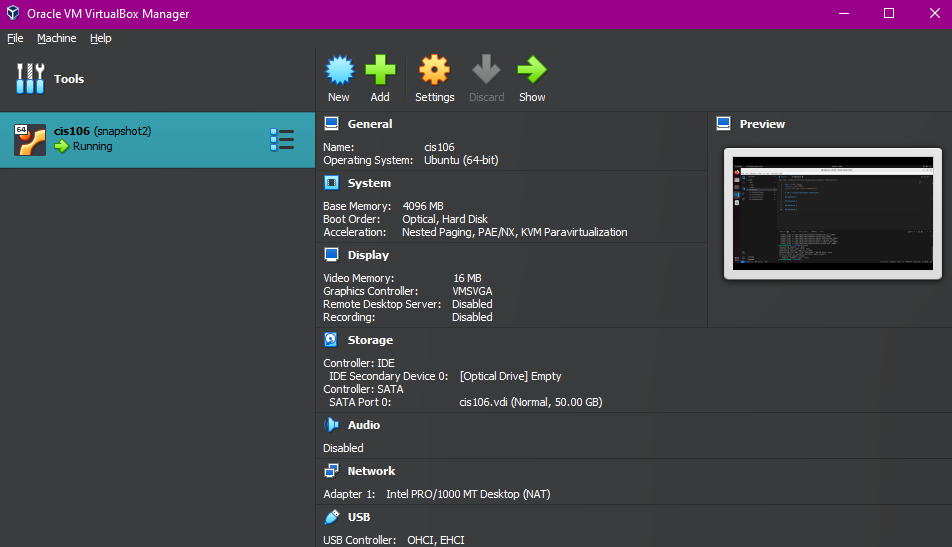 Oracle VM VirtualBox Manager
File Machine Help
Tools
New Add Settings Discard Show
64
cis106 (snapshot2)
Running
General
Name: cis106
Operating System: Ubuntu (64-bit)
System
Base Memory: 4096 MB
Boot Order: Optical, Hard Disk
Acceleration: Nested Paging, PAE/NX, KVM Paravirtualization
Display
Video Memory: 16 MB
Graphics Controller: VMSVGA
Remote Desktop Server: Disabled
Recording: Disabled
Storage
Controller: IDE
IDE Secondary Device 0: [Optical Drive] Empty
Controller: SATA
SATA Port 0: cis106.vdi (Normal, 50.00 GB)
Audio
Disabled
Network
Adapter 1: Intel PRO/1000 MT Desktop (NAT)
USB
USB Controller: OHCI, EHCI
Preview